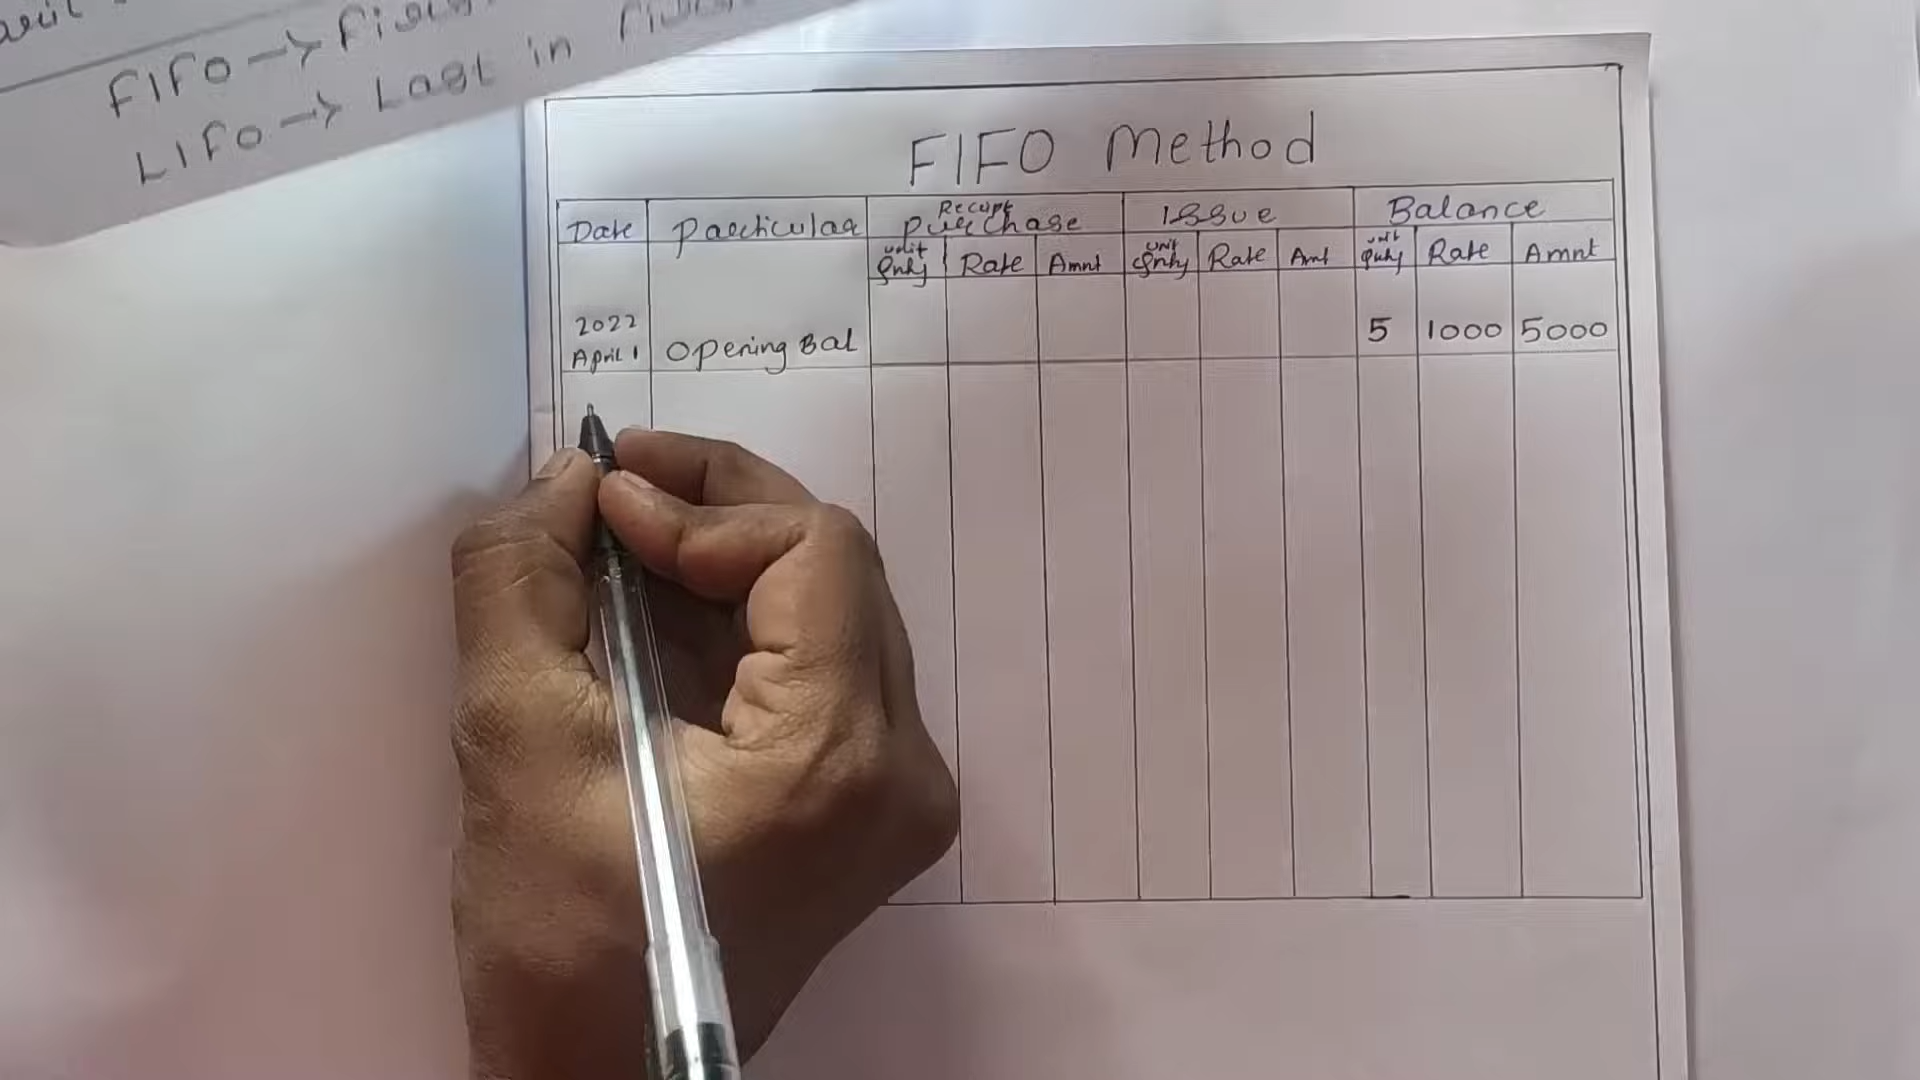 FIFO →
LIFO → Last in
FIFO Method
Date Particular Receipt Purchase Issue Balance
unit Qnty Rate Amnt unit Qnty Rate Amt unit Qnty Rate Amnt
2022
April 1 Opening Bal 5 1000 5000